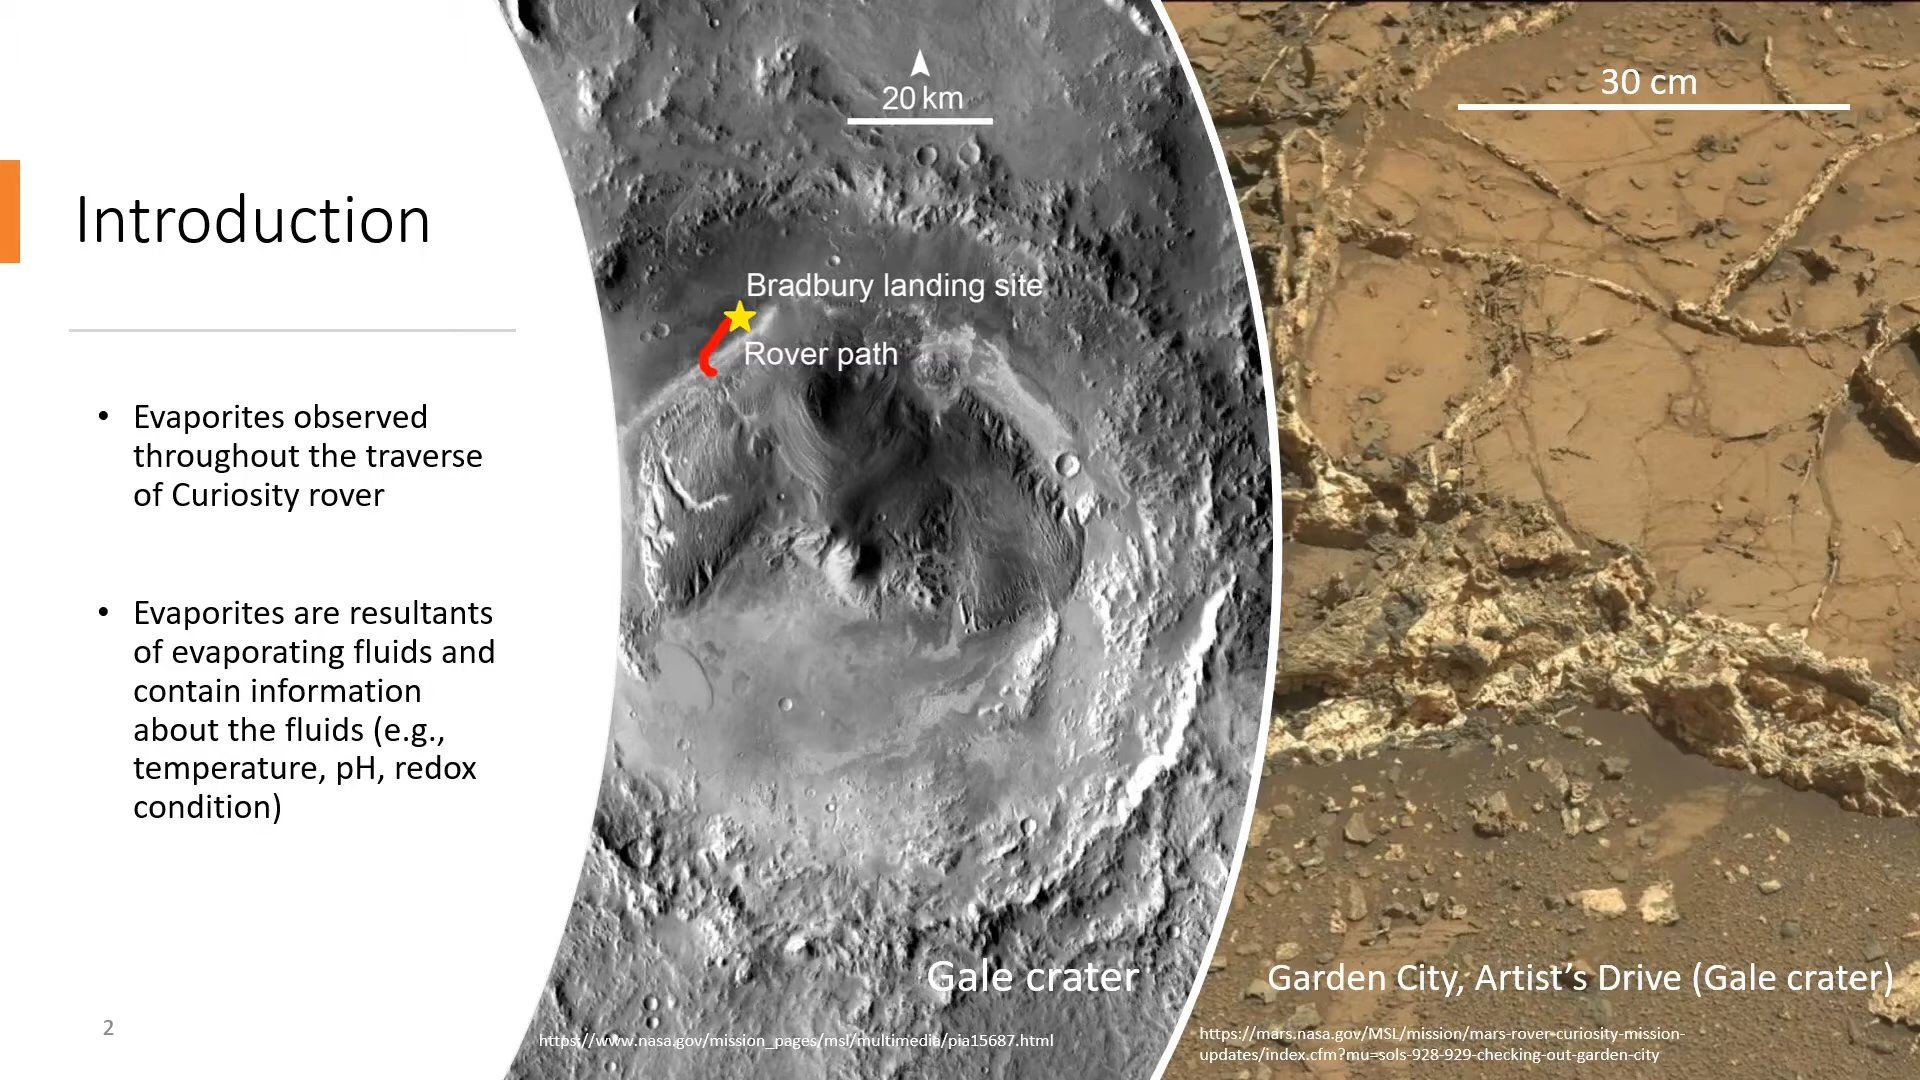 Introduction
• Evaporites observed
throughout the traverse
of Curiosity rover
• Evaporites are resultants
of evaporating fluids and
contain information
about the fluids (e.g.,
temperature, pH, redox
condition)
2
20 km
Bradbury landing site
Rover path
Gale crater
https://www.nasa.gov/mission_pages/msl/multimedia/pia15687.html
30 cm
Garden City, Artist’s Drive (Gale crater)
https://mars.nasa.gov/MSL/mission/mars-rover-curiosity-mission-
updates/index.cfm?mu=sols-928-929-checking-out-garden-city